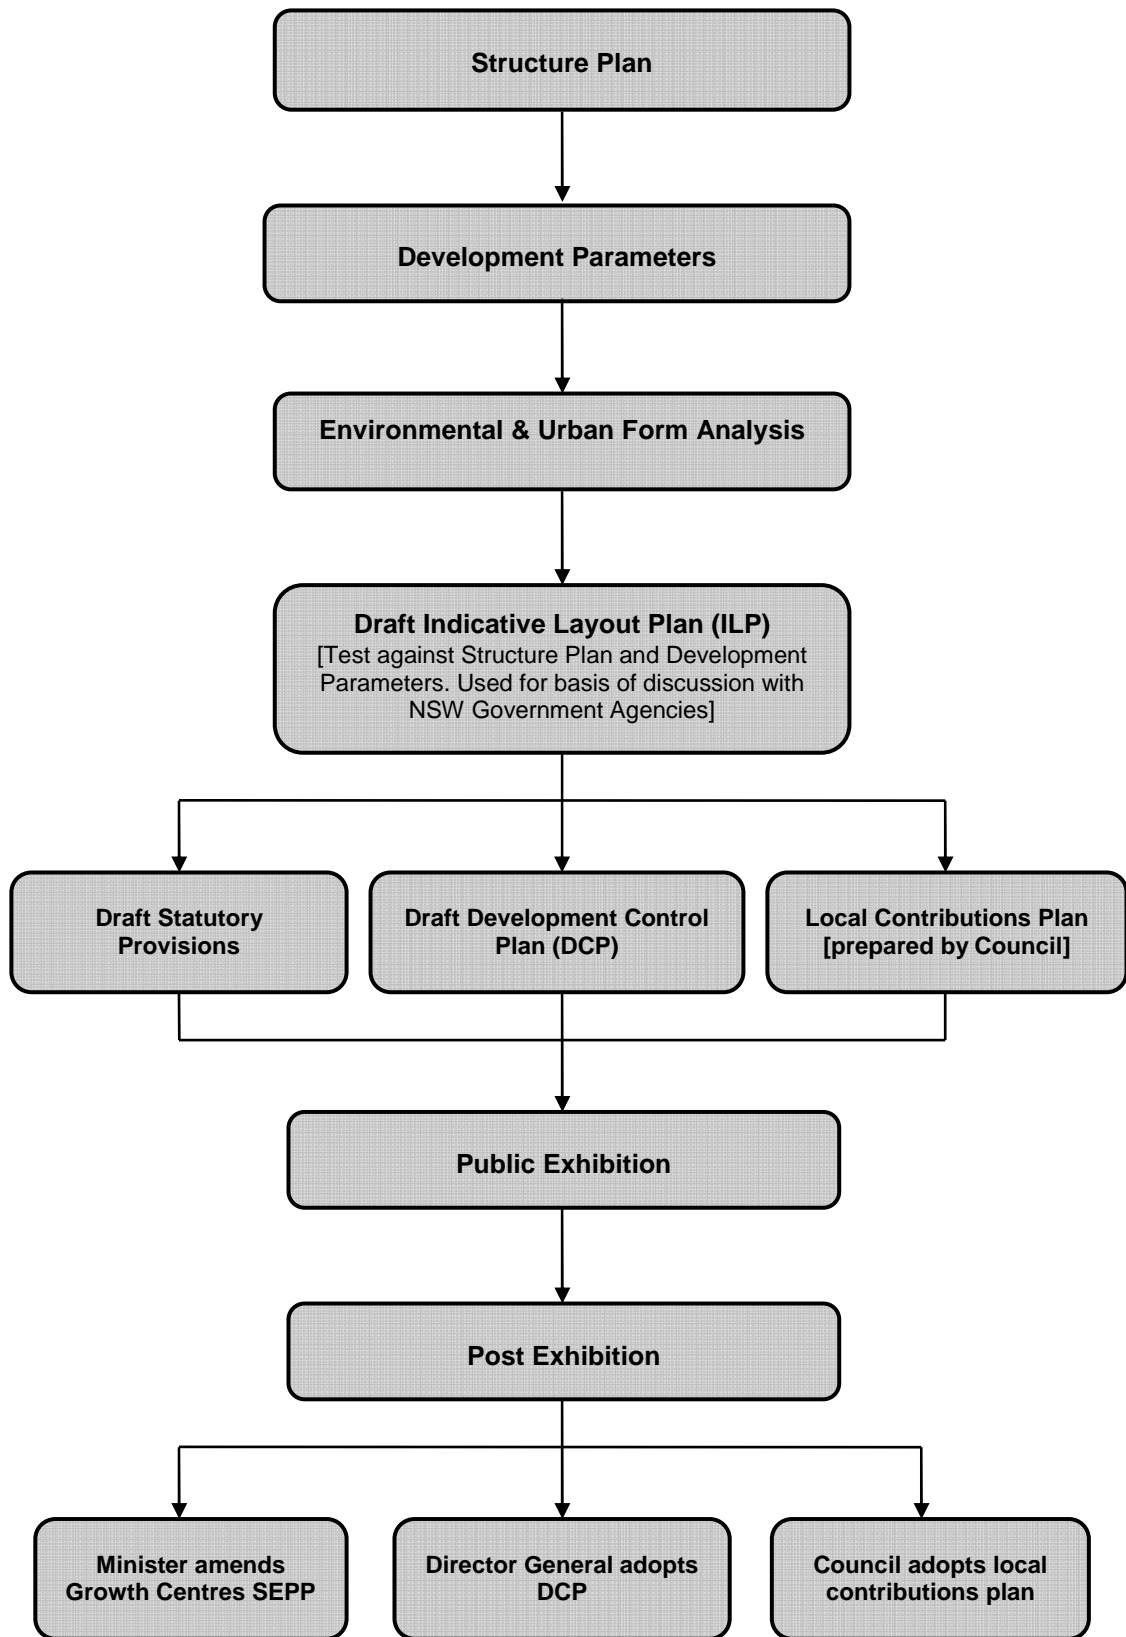 Structure Plan
Development Parameters
Environmental & Urban Form Analysis
Draft Indicative Layout Plan (ILP)
[Test against Structure Plan and Development
Parameters. Used for basis of discussion with
NSW Government Agencies]
Draft Statutory
Provisions
Draft Development Control
Plan (DCP)
Local Contributions Plan
[prepared by Council]
Public Exhibition
Post Exhibition
Minister amends
Growth Centres SEPP
Director General adopts
DCP
Council adopts local
contributions plan